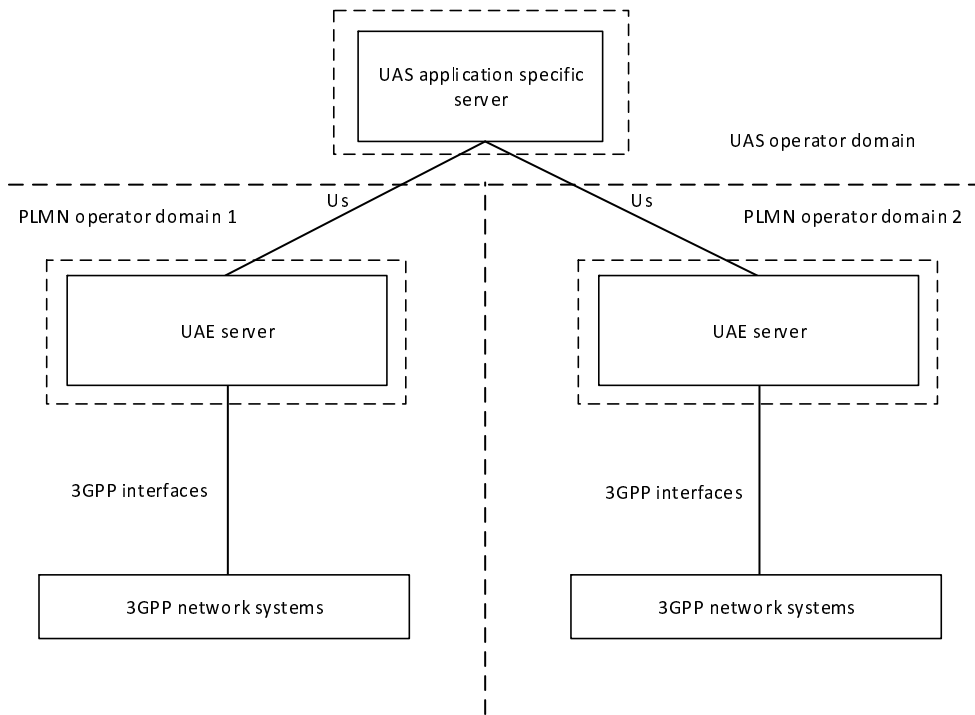 UAS application specific
server
UAS operator domain
Us
Us
PLMN operator domain 1
PLMN operator domain 2
UAE server
UAE server
3GPP interfaces
3GPP interfaces
3GPP network systems
3GPP network systems